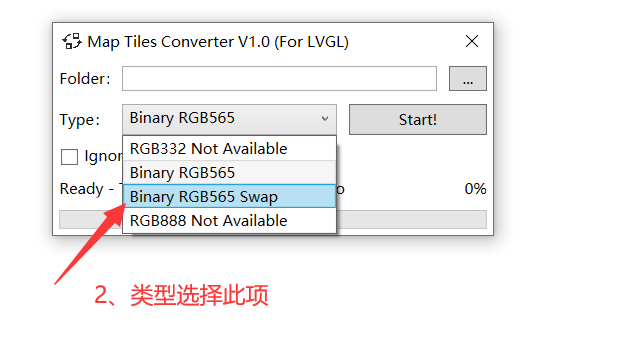 Map Tiles Converter V1.0 (For LVGL)
Folder:
...
Type:
Binary RGB565
Start!
RGB332 Not Available
Binary RGB565
Binary RGB565 Swap
RGB888 Not Available
Ready -
0%
2、类型选择此项